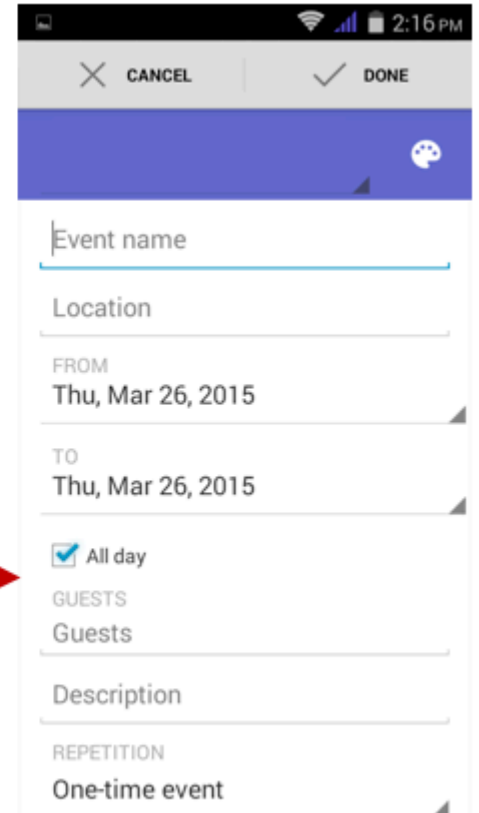 2:16 PM
CANCEL
DONE
Event name
Location
FROM
Thu, Mar 26, 2015
TO
Thu, Mar 26, 2015
All day
GUESTS
Guests
Description
REPETITION
One-time event